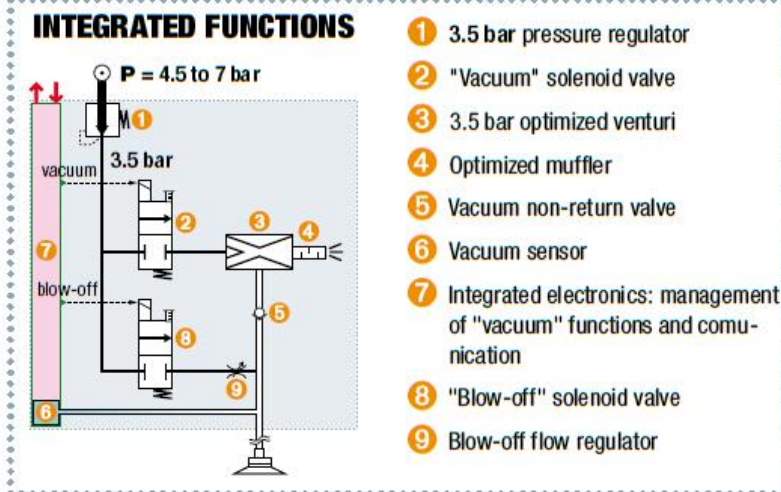 INTEGRATED FUNCTIONS
P = 4.5 to 7 bar
1
3.5 bar
vacuum
2
3
4
7
blow-off
5
8
9
6
1 3.5 bar pressure regulator
2 "Vacuum" solenoid valve
3 3.5 bar optimized venturi
4 Optimized muffler
5 Vacuum non-return valve
6 Vacuum sensor
7 Integrated electronics: management
of "vacuum" functions and comu-
nication
8 "Blow-off" solenoid valve
9 Blow-off flow regulator